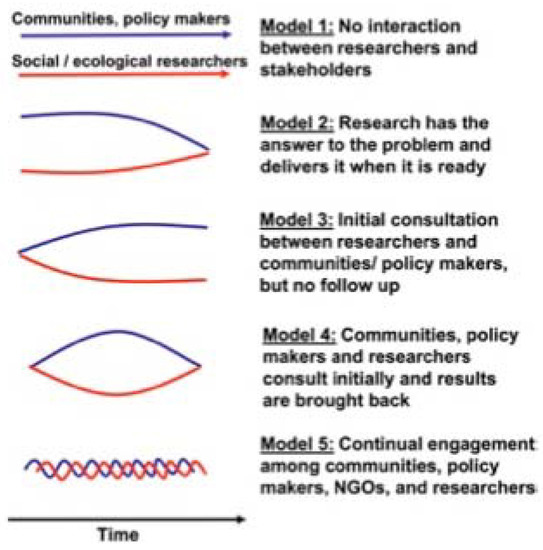 Communities, policy makers
Social / ecological researchers
Model 1: No interaction
between researchers and
stakeholders
Model 2: Research has the
answer to the problem and
delivers it when it is ready
Model 3: Initial consultation
between researchers and
communities/ policy makers,
but no follow up
Model 4: Communities, policy
makers and researchers
consult initially and results
are brought back
Model 5: Continual engagement
among communities, policy
makers, NGOs, and researchers
Time